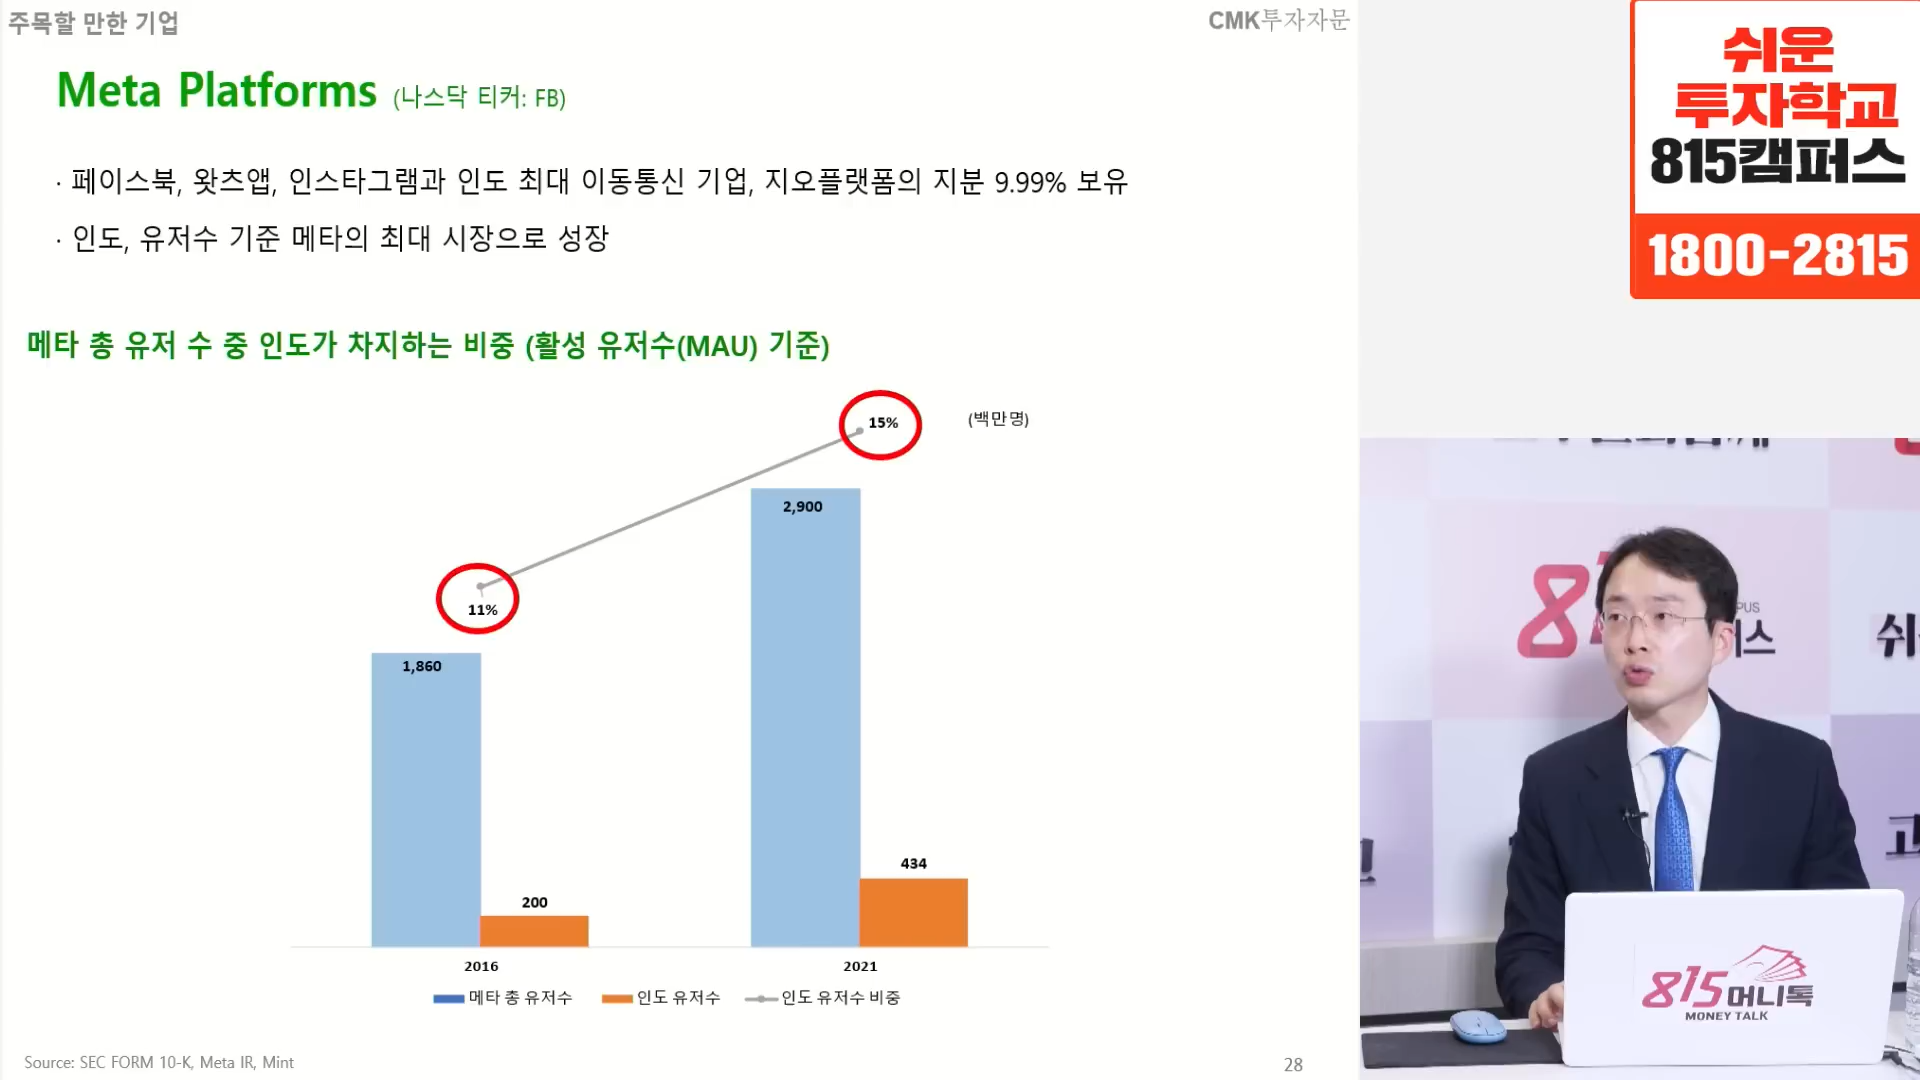 주목할 만한 기업
CMK투자자문
Meta Platforms (나스닥 티커: FB)
· 페이스북, 왓츠앱, 인스타그램과 인도 최대 이동통신 기업, 지오플랫폼의 지분 9.99% 보유
· 인도, 유저수 기준 메타의 최대 시장으로 성장
메타 총 유저 수 중 인도가 차지하는 비중 (활성 유저수(MAU) 기준)
(백만명)
15%
2,900
11%
1,860
434
200
2016
2021
메타 총 유저수
인도 유저수
인도 유저수 비중
Source: SEC FORM 10-K, Meta IR, Mint
28
쉬운
투자학교
815캠퍼스
1800-2815
815머니톡
MONEY TALK